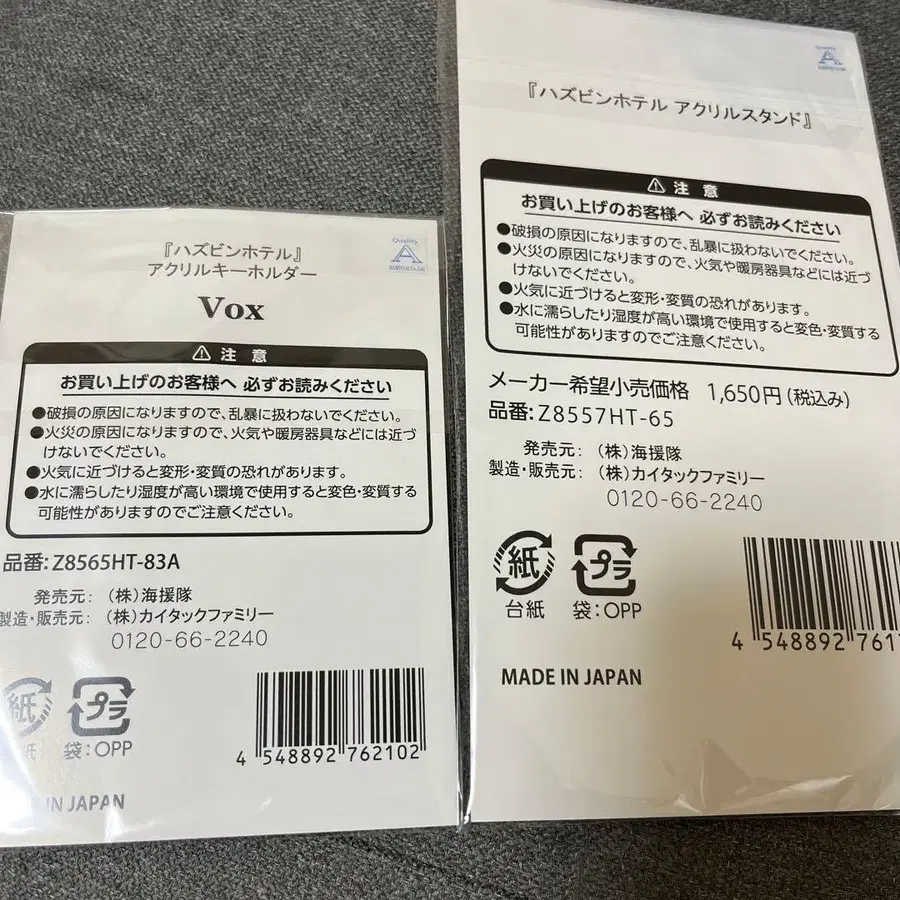 『ハズビンホテル』
アクリルキーホルダー
Vox
注意
お買い上げのお客様へ 必ずお読みください
●破損の原因になりますので、乱暴に扱わないでください。
●火災の原因になりますので、火気や暖房器具などには近づ
けないでください。
●火気に近づけると変形・変質の恐れがあります。
●水に濡らしたり湿度が高い環境で使用すると変色・変質する
可能性がありますのでご注意ください。
品番:Z8565HT-83A
発売元: (株)海援隊
製造・販売元: (株)カイタックファミリー
0120-66-2240
紙 プラ
袋:OPP
4 548892 762102
IN JAPAN
Quality
A
『ハズビンホテル アクリルスタンド』
注意
お買い上げのお客様へ 必ずお読みください
●破損の原因になりますので、乱暴に扱わないでください。
●火災の原因になりますので、火気や暖房器具などには近づ
けないでください。
●火気に近づけると変形・変質の恐れがあります。
●水に濡らしたり湿度が高い環境で使用すると変色・変質する
可能性がありますのでご注意ください。
メーカー希望小売価格 1,650円(税込み)
品番:Z8557HT-65
発売元: (株)海援隊
製造・販売元: (株)カイタックファミリー
0120-66-2240
紙 プラ
台紙 袋:OPP
4 548892 761
MADE IN JAPAN
Quality
A